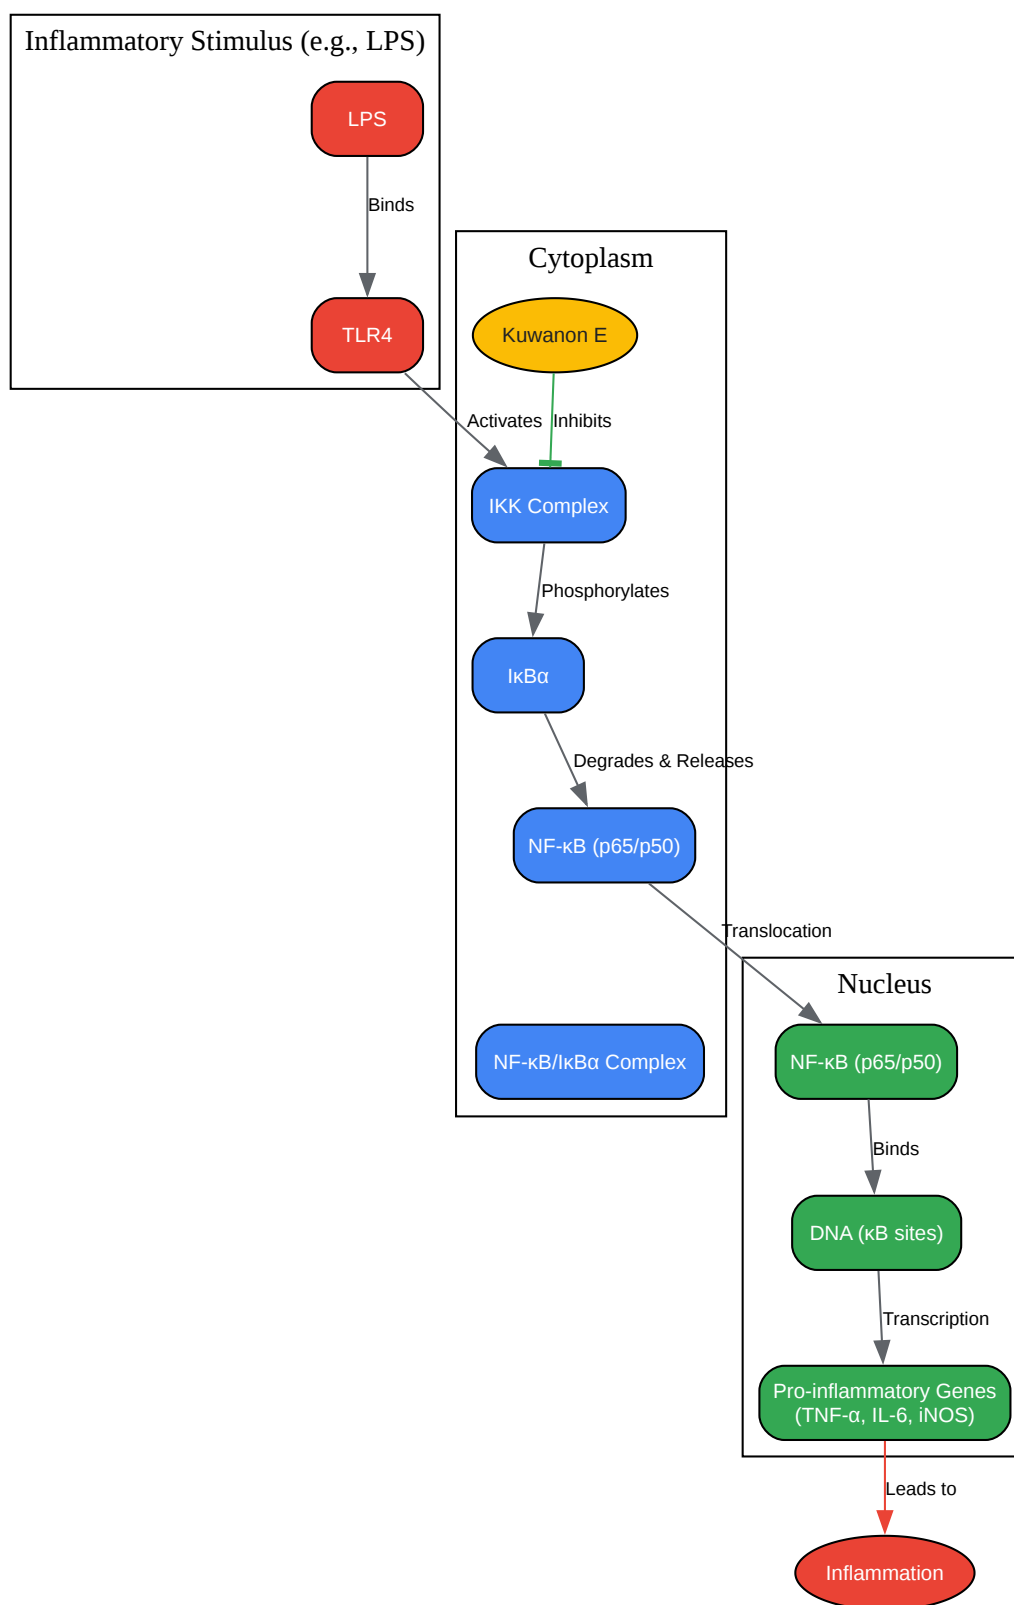 Inflammatory Stimulus (e.g., LPS)
LPS
Binds
Cytoplasm
TLR4
Kuwanon E
Activates
Inhibits
IKK Complex
Phosphorylates
IκBα
Degrades & Releases
NF-κB (p65/p50)
Translocation
Nucleus
NF-κB (p65/p50)
NF-κB/IκBα Complex
Binds
DNA (κB sites)
Transcription
Pro-inflammatory Genes
(TNF-α, IL-6, iNOS)
Leads to
Inflammation